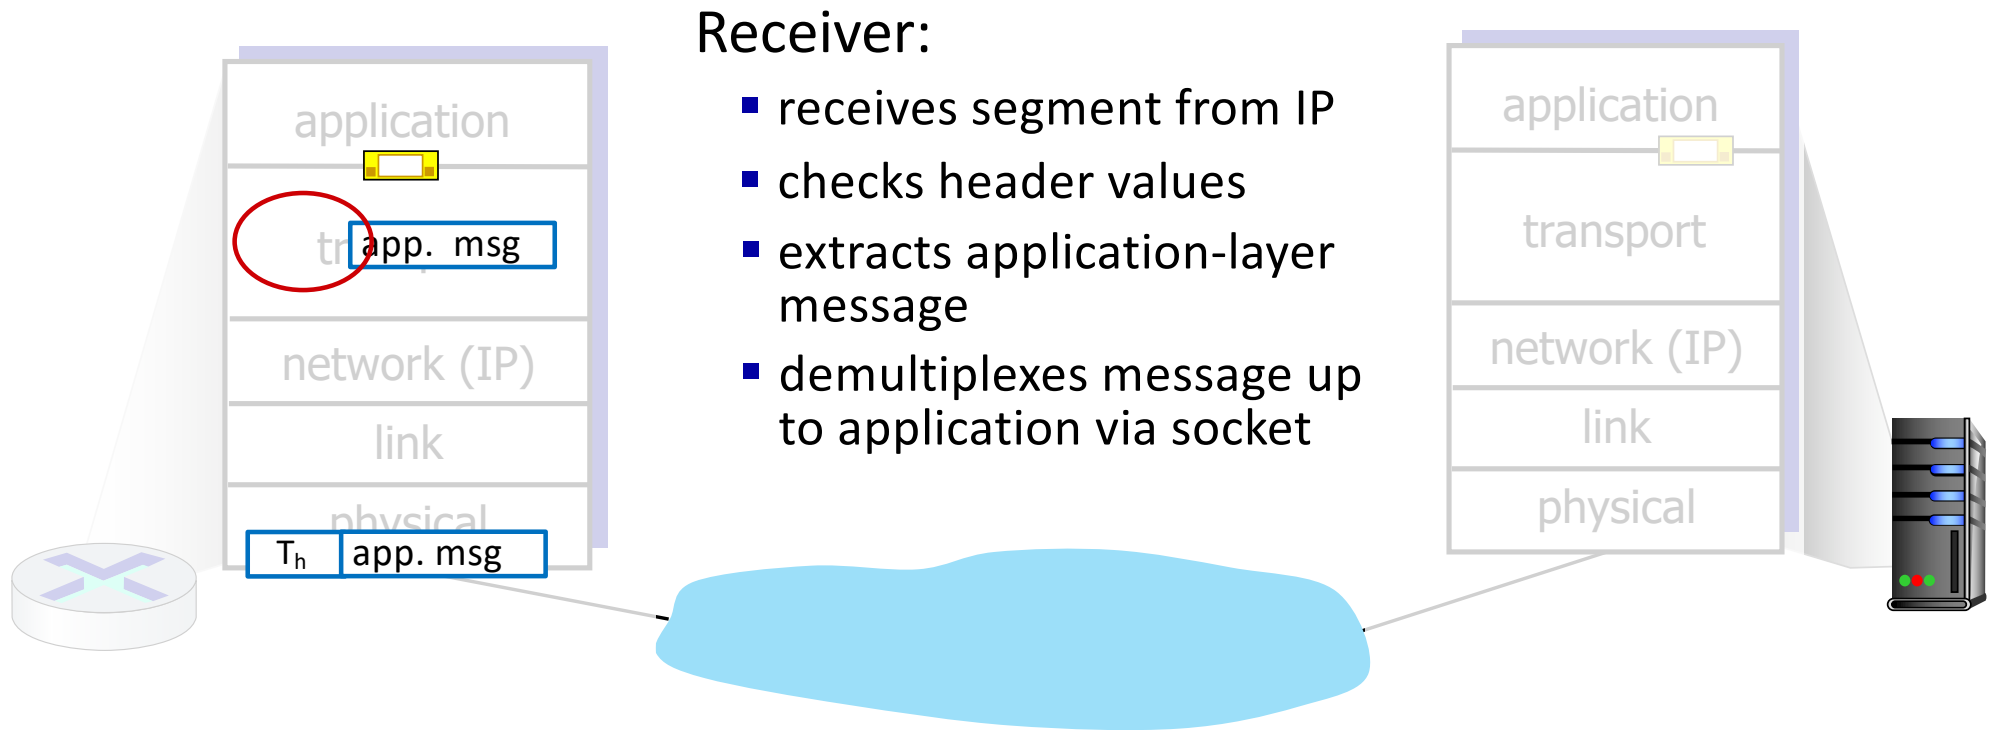 Receiver:
receives segment from IP
checks header values
extracts application-layer
message
demultiplexes message up
to application via socket
application
app. msg
network (IP)
link
physical
Th app. msg
application
transport
network (IP)
link
physical